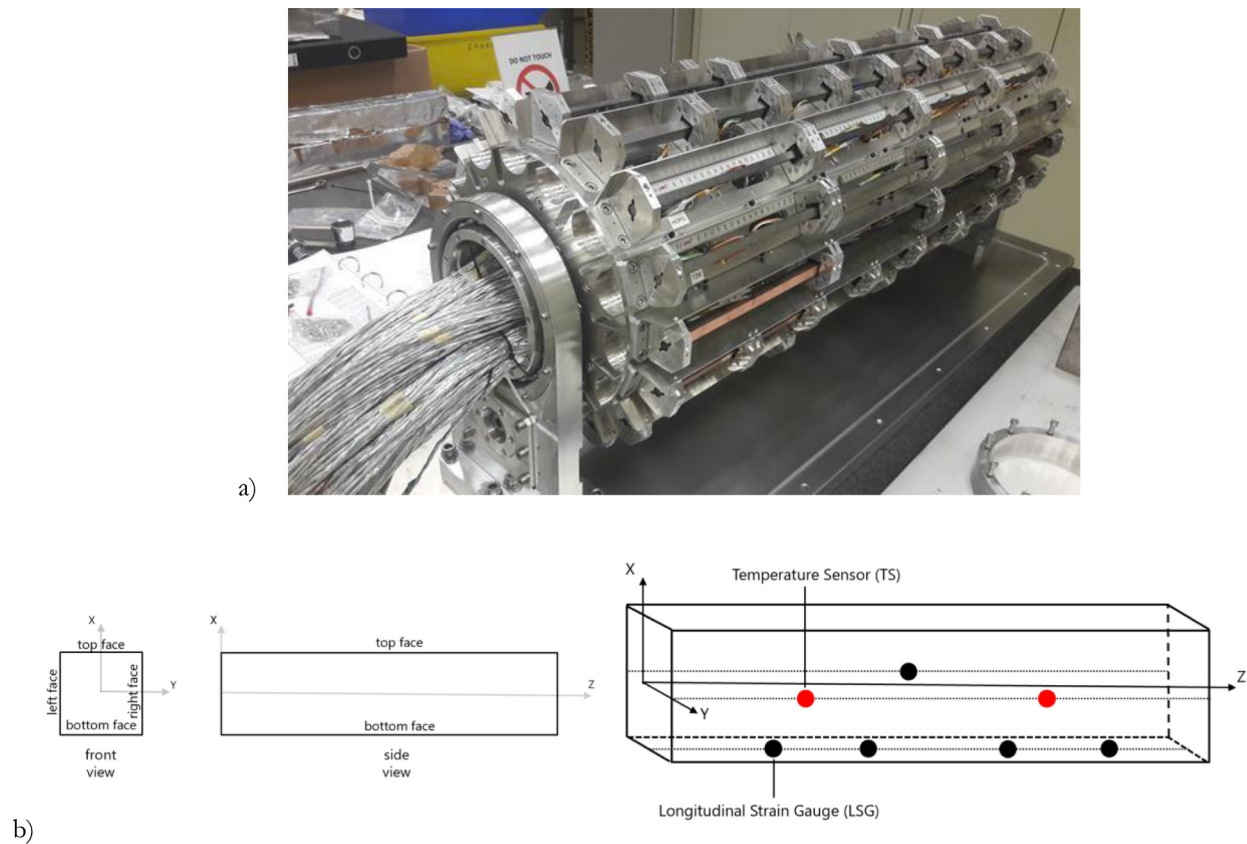 DO NOT TOUCH
a)
X
Temperature Sensor (TS)
X
top face
left face
right face
Y
bottom face
front
view
X
top face
Z
bottom face
side
view
Z
Y
Longitudinal Strain Gauge (LSG)
b)